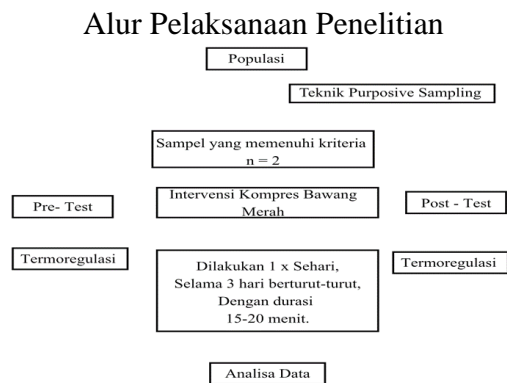 Alur Pelaksanaan Penelitian
Populasi
Teknik Purposive Sampling
Sampel yang memenuhi kriteria
n = 2
Pre- Test
Intervensi Kompres Bawang
Merah
Post - Test
Termoregulasi
Dilakukan 1 x Sehari,
Selama 3 hari berturut-turut,
Dengan durasi
15-20 menit.
Termoregulasi
Analisa Data